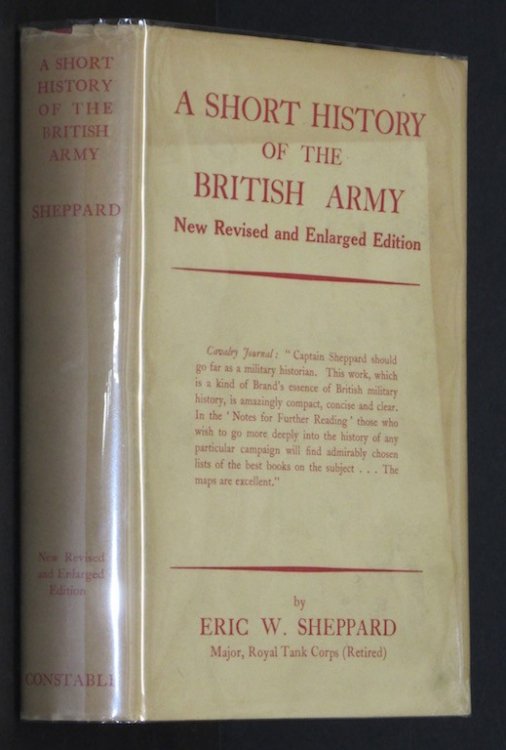 A SHORT
HISTORY
OF THE
BRITISH
ARMY
SHEPPARD
New Revised
and Enlarged
Edition
CONSTABLE
A SHORT HISTORY
OF THE
BRITISH ARMY
New Revised and Enlarged Edition
Cavalry Journal: "Captain Sheppard should
go far as a military historian. This work, which
is a kind of Brand's essence of British military
history, is amazingly compact, concise and clear.
In the 'Notes for Further Reading' those who
wish to go more deeply into the history of any
particular campaign will find admirably chosen
lists of the best books on the subject . . . The
maps are excellent."
by
ERIC W. SHEPPARD
Major, Royal Tank Corps (Retired)